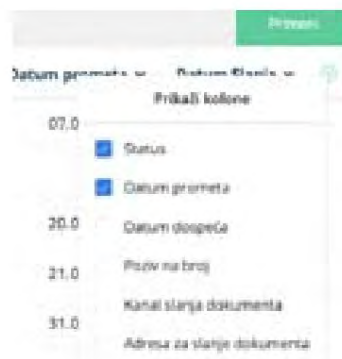 Primeni
Datum prometa Datum Slanja
Prikaži kolone
07.0
Status
Datum prometa
20.0
Datum dospeća
21.0
Poziv na broj
Kanal slanja dokumenta
31.0
Adresa za slanje dokumenta